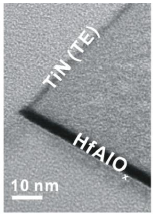 TiN (TE)
HfAlOₓ
10 nm